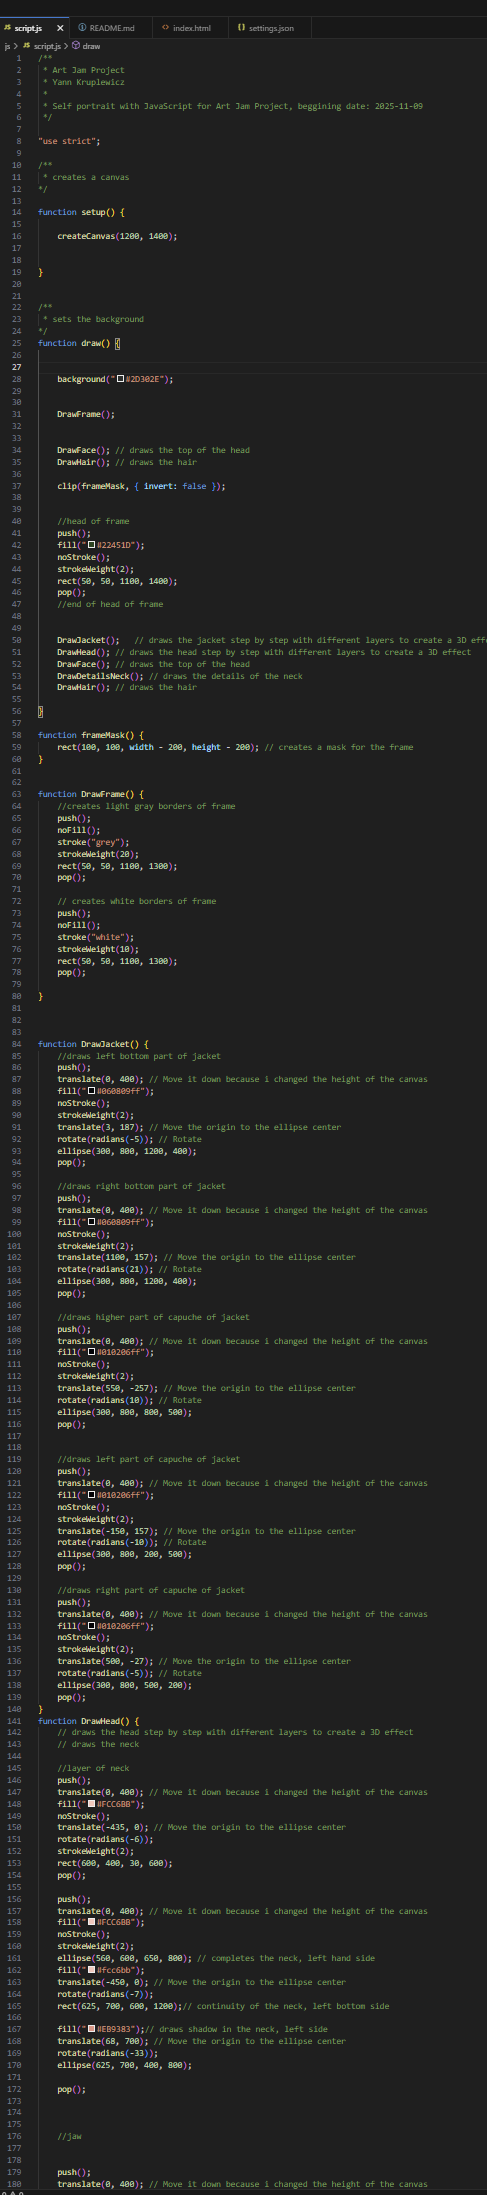 script.js
README.md
index.html
settings.json
js > script.js > draw
1 /**
2 * Art Jam Project
3 * Yann Kruplewicz
4 *
5 * Self portrait with JavaScript for Art Jam Project, beggining date: 2025-11-09
6 */
7
8 "use strict";
9
10 /**
11 * creates a canvas
12 */
13
14 function setup() {
15
16 createCanvas(1200, 1400);
17
18
19 }
20
21
22 /**
23 * sets the background
24 */
25 function draw() {
26
27
28 background("#2D302E");
29
30
31 DrawFrame();
32
33
34 DrawFace(); // draws the top of the head
35 DrawHair(); // draws the hair
36
37 clip(frameMask, { invert: false });
38
39
40 //head of frame
41 push();
42 fill("#22451D");
43 noStroke();
44 strokeWeight(2);
45 rect(50, 50, 1100, 1400);
46 pop();
47 //end of head of frame
48
49
50 DrawJacket(); // draws the jacket step by step with different layers to create a 3D effe
51 DrawHead(); // draws the head step by step with different layers to create a 3D effect
52 DrawFace(); // draws the top of the head
53 DrawDetailsNeck(); // draws the details of the neck
54 DrawHair(); // draws the hair
55
56 }
57
58 function frameMask() {
59 rect(100, 100, width - 200, height - 200); // creates a mask for the frame
60 }
61
62
63 function DrawFrame() {
64 //creates light gray borders of frame
65 push();
66 noFill();
67 stroke("grey");
68 strokeWeight(20);
69 rect(50, 50, 1100, 1300);
70 pop();
71
72 // creates white borders of frame
73 push();
74 noFill();
75 stroke("white");
76 strokeWeight(10);
77 rect(50, 50, 1100, 1300);
78 pop();
79
80 }
81
82
83
84 function DrawJacket() {
85 //draws left bottom part of jacket
86 push();
87 translate(0, 400); // Move it down because i changed the height of the canvas
88 fill("#060809ff");
89 noStroke();
90 strokeWeight(2);
91 translate(3, 187); // Move the origin to the ellipse center
92 rotate(radians(-5)); // Rotate
93 ellipse(300, 800, 1200, 400);
94 pop();
95
96 //draws right bottom part of jacket
97 push();
98 translate(0, 400); // Move it down because i changed the height of the canvas
99 fill("#060809ff");
100 noStroke();
101 strokeWeight(2);
102 translate(1100, 157); // Move the origin to the ellipse center
103 rotate(radians(21)); // Rotate
104 ellipse(300, 800, 1200, 400);
105 pop();
106
107 //draws higher part of capuche of jacket
108 push();
109 translate(0, 400); // Move it down because i changed the height of the canvas
110 fill("#010206ff");
111 noStroke();
112 strokeWeight(2);
113 translate(550, -257); // Move the origin to the ellipse center
114 rotate(radians(10)); // Rotate
115 ellipse(300, 800, 800, 500);
116 pop();
117
118
119 //draws left part of capuche of jacket
120 push();
121 translate(0, 400); // Move it down because i changed the height of the canvas
122 fill("#010206ff");
123 noStroke();
124 strokeWeight(2);
125 translate(-150, 157); // Move the origin to the ellipse center
126 rotate(radians(-10)); // Rotate
127 ellipse(300, 800, 200, 500);
128 pop();
129
130 //draws right part of capuche of jacket
131 push();
132 translate(0, 400); // Move it down because i changed the height of the canvas
133 fill("#010206ff");
134 noStroke();
135 strokeWeight(2);
136 translate(500, -27); // Move the origin to the ellipse center
137 rotate(radians(-5)); // Rotate
138 ellipse(300, 800, 500, 200);
139 pop();
140 }
141 function DrawHead() {
142 // draws the head step by step with different layers to create a 3D effect
143 // draws the neck
144
145 //layer of neck
146 push();
147 translate(0, 400); // Move it down because i changed the height of the canvas
148 fill("#FCC6BB");
149 noStroke();
150 translate(-435, 0); // Move the origin to the ellipse center
151 rotate(radians(-6));
152 strokeWeight(2);
153 rect(600, 400, 30, 600);
154 pop();
155
156 push();
157 translate(0, 400); // Move it down because i changed the height of the canvas
158 fill("#FCC6BB");
159 noStroke();
160 strokeWeight(2);
161 ellipse(560, 600, 650, 800); // completes the neck, left hand side
162 fill("#fcc6bb");
163 translate(-450, 0); // Move the origin to the ellipse center
164 rotate(radians(-7));
165 rect(625, 700, 600, 1200);// continuity of the neck, left bottom side
166
167 fill("#EB9383");// draws shadow in the neck, left side
168 translate(68, 700); // Move the origin to the ellipse center
169 rotate(radians(-33));
170 ellipse(625, 700, 400, 800);
171
172 pop();
173
174
175
176 //jaw
177
178
179 push();
180 translate(0, 400); // Move it down because i changed the height of the canvas